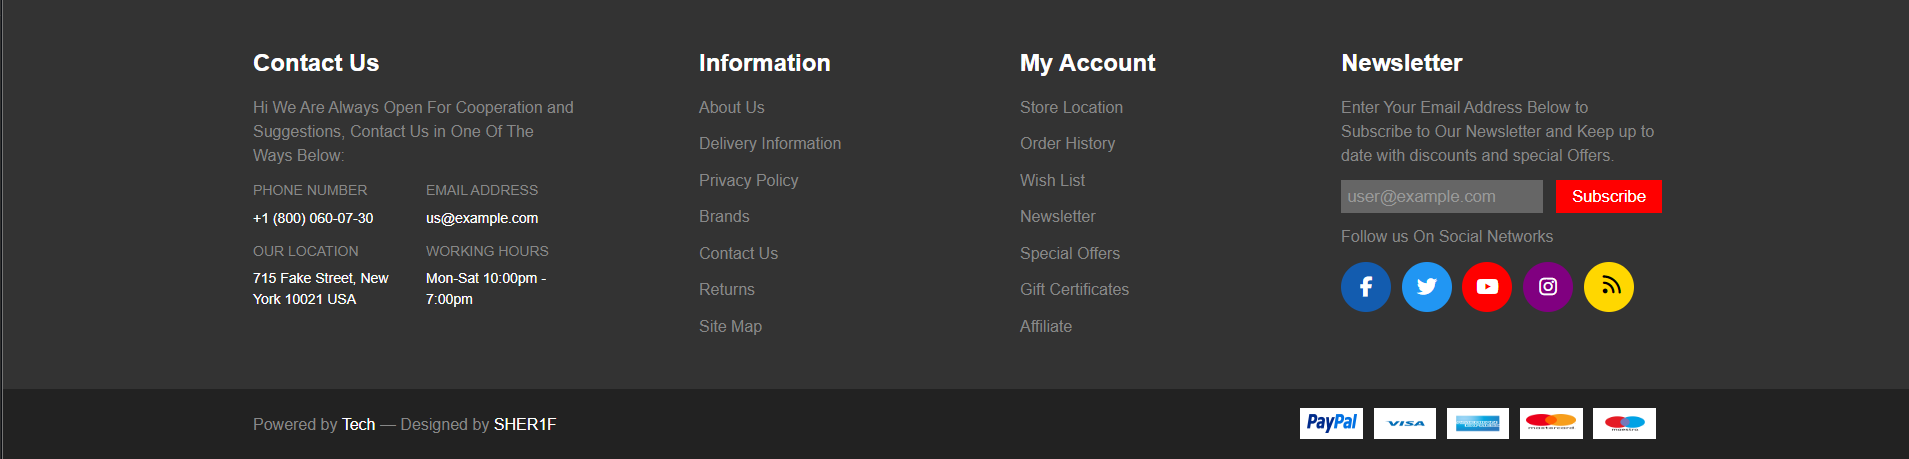 Contact Us
Hi We Are Always Open For Cooperation and
Suggestions, Contact Us in One Of The
Ways Below:
PHONE NUMBER
+1 (800) 060-07-30
EMAIL ADDRESS
us@example.com
OUR LOCATION
715 Fake Street, New
York 10021 USA
WORKING HOURS
Mon-Sat 10:00pm -
7:00pm
Information
About Us
Delivery Information
Privacy Policy
Brands
Contact Us
Returns
Site Map
My Account
Store Location
Order History
Wish List
Newsletter
Special Offers
Gift Certificates
Affiliate
Newsletter
Enter Your Email Address Below to
Subscribe to Our Newsletter and Keep up to
date with discounts and special Offers.
user@example.com
Subscribe
Follow us On Social Networks
Powered by Tech — Designed by SHER1F
PayPal
VISA
mastercard
maestro